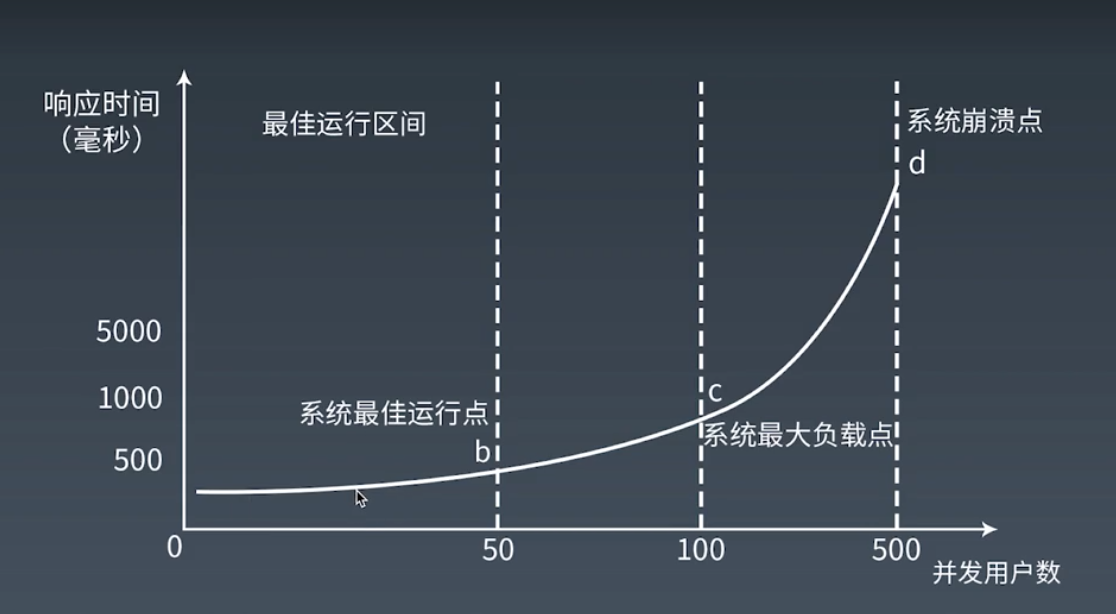 响应时间
（毫秒）
最佳运行区间
系统崩溃点
d
5000
1000
c
系统最佳运行点
系统最大负载点
b
500
0
50
100
500
并发用户数